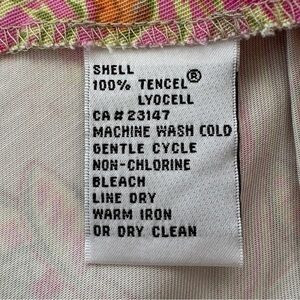 SHELL
100% TENCEL®
LYOCELL
CA# 23147
MACHINE WASH COLD
GENTLE CYCLE
NON-CHLORINE
BLEACH
LINE DRY
WARM IRON
OR DRY CLEAN